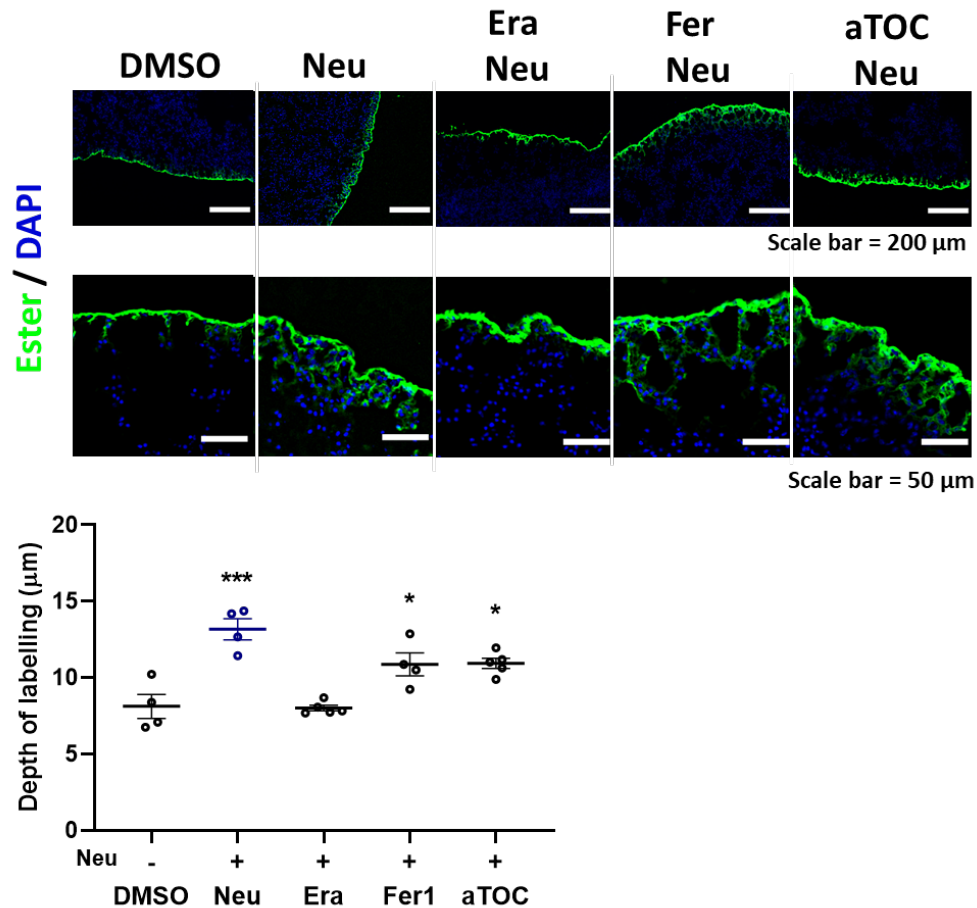 Era Fer aTOC
DMSO Neu Neu Neu Neu
Ester / DAPI
Scale bar = 200 µm
Scale bar = 50 µm
Depth of labelling (μm)
20
15
10
5
0
***
*
*
Neu - + + + +
DMSO Neu Era Fer1 aTOC